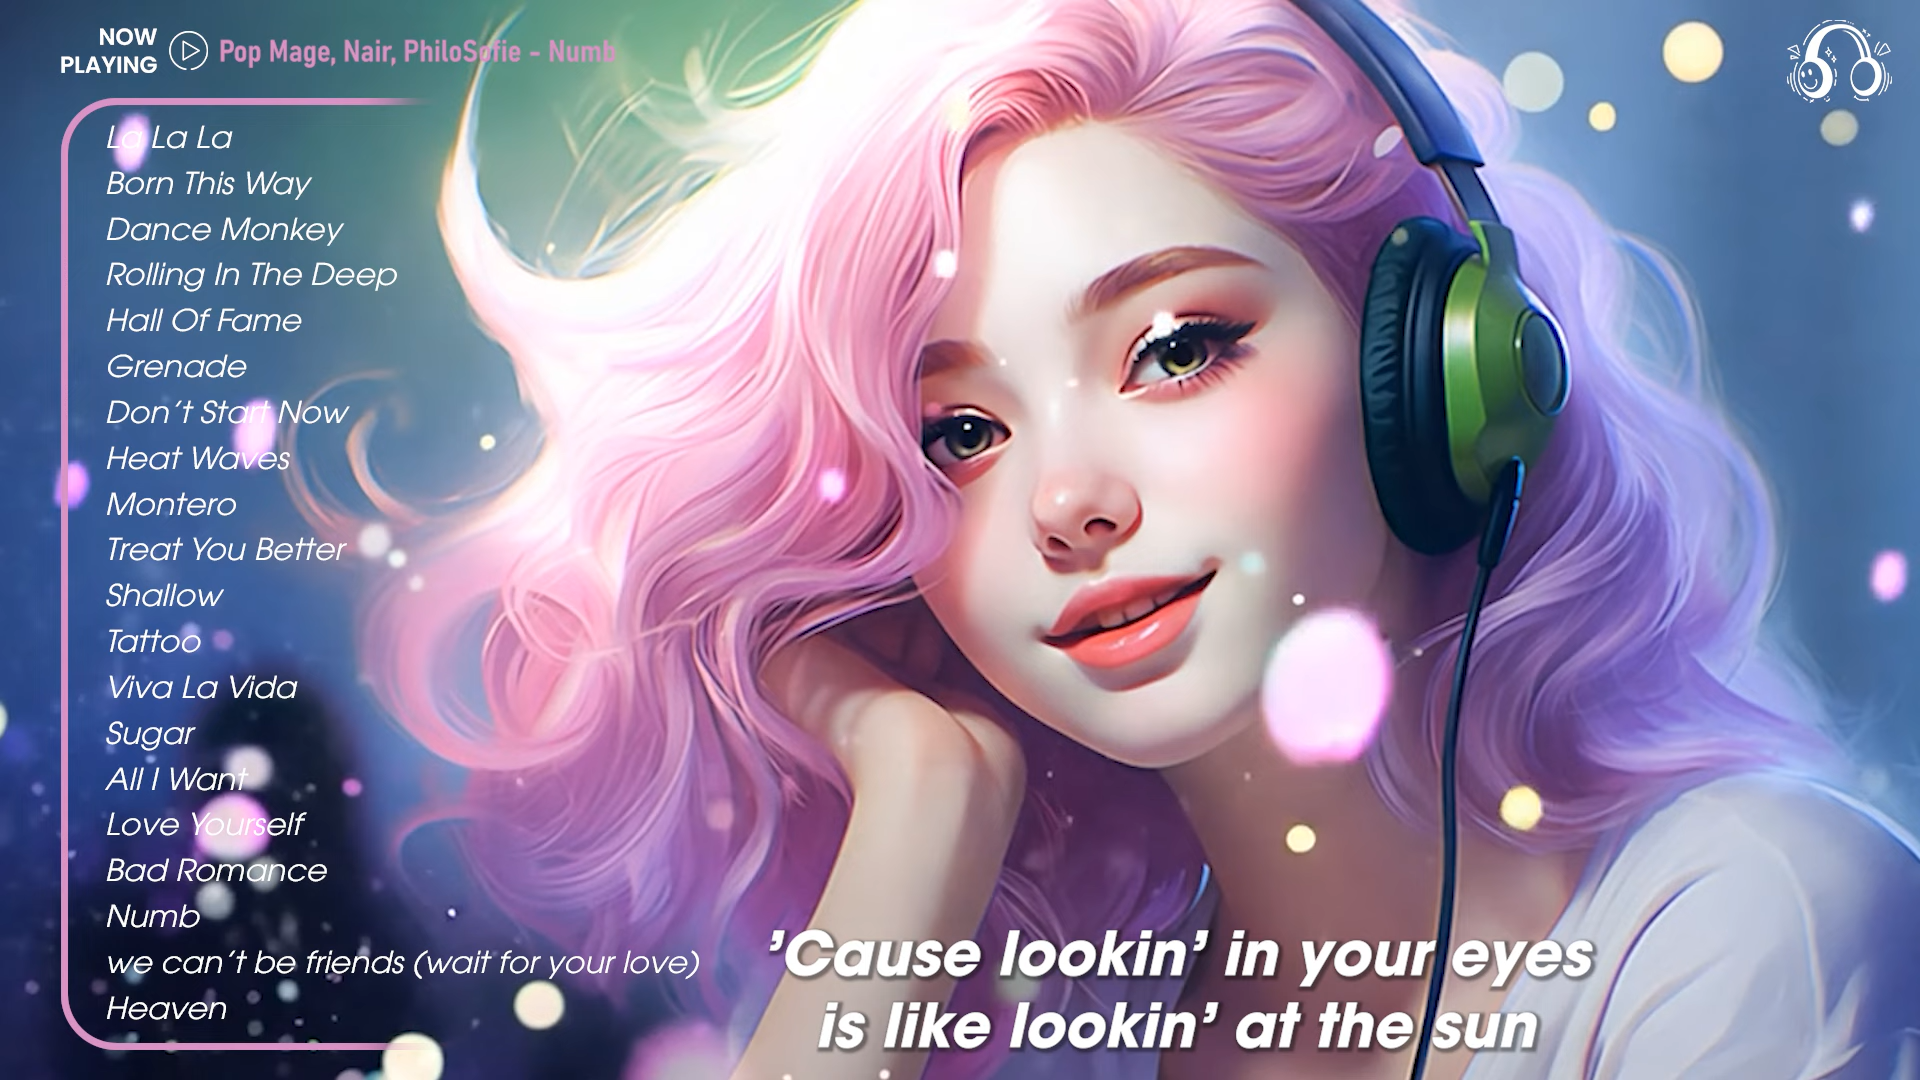 NOW
PLAYING
Pop Mage, Nair, PhiloSofie - Numb
La La La
Born This Way
Dance Monkey
Rolling In The Deep
Hall Of Fame
Grenade
Don't Start Now
Heat Waves
Montero
Treat You Better
Shallow
Tattoo
Viva La Vida
Sugar
All I Want
Love Yourself
Bad Romance
Numb
we can't be friends (wait for your love)
Heaven
'Cause lookin' in your eyes
is like lookin' at the sun